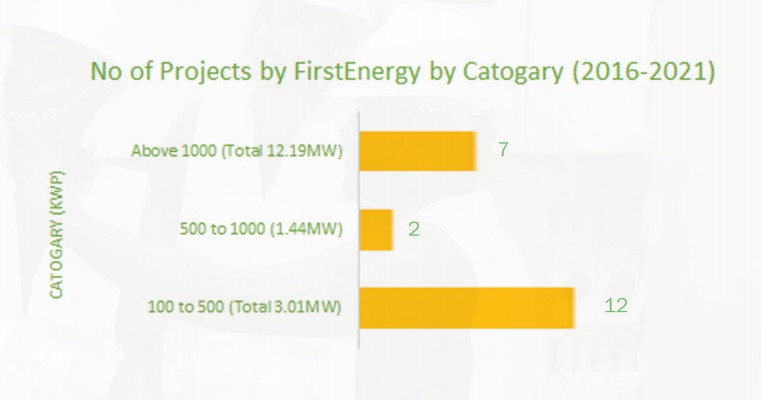 No of Projects by FirstEnergy by Catogary (2016-2021)
CATOGARY (KWP)
Above 1000 (Total 12.19MW) 7
500 to 1000 (1.44MW) 2
100 to 500 (Total 3.01MW) 12